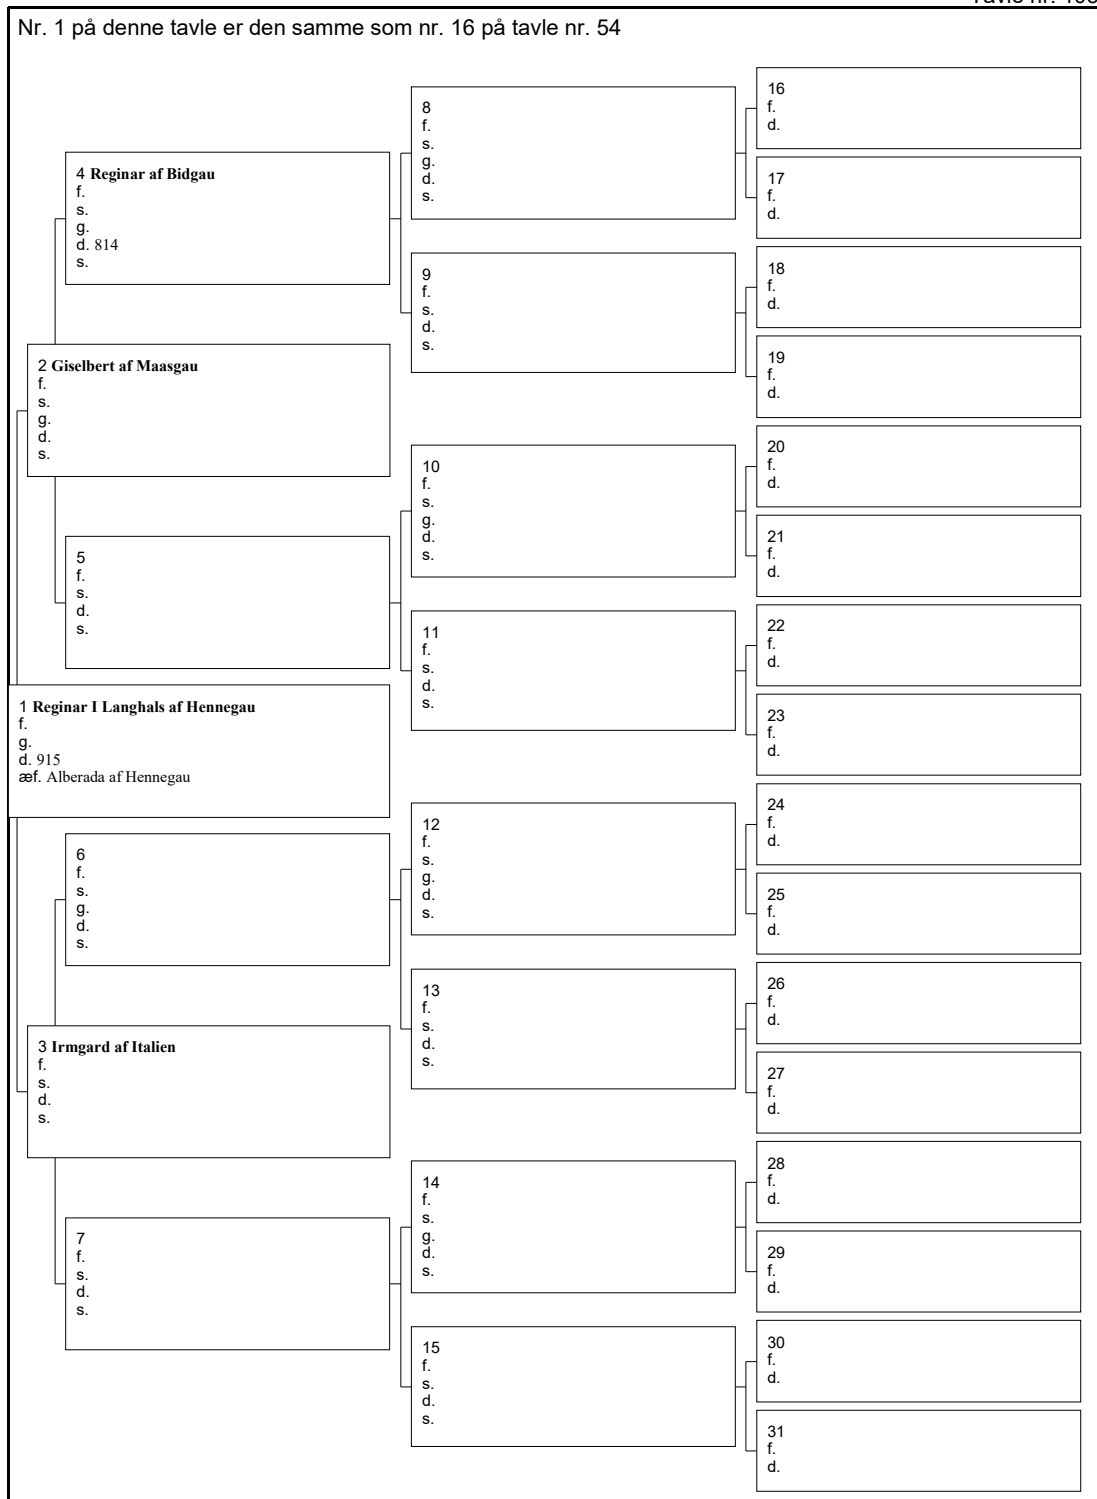 Nr. 1 på denne tavle er den samme som nr. 16 på tavle nr. 54
16
f.
d.
8
f.
s.
g.
d.
s.
4 Reginar af Bidgau
f.
s.
g.
d. 814
s.
17
f.
d.
18
f.
d.
9
f.
s.
d.
s.
2 Giselbert af Maasgau
f.
s.
g.
d.
s.
19
f.
d.
20
f.
d.
10
f.
s.
g.
d.
s.
21
f.
d.
5
f.
s.
d.
s.
22
f.
d.
11
f.
s.
d.
s.
23
f.
d.
1 Reginar I Langhals af Hennegau
f.
g.
d. 915
æf. Alberada af Hennegau
24
f.
d.
12
f.
s.
g.
d.
s.
6
f.
s.
g.
d.
s.
25
f.
d.
26
f.
d.
13
f.
s.
d.
s.
3 Irmgard af Italien
f.
s.
d.
s.
27
f.
d.
28
f.
d.
14
f.
s.
g.
d.
s.
7
f.
s.
d.
s.
29
f.
d.
30
f.
d.
15
f.
s.
d.
s.
31
f.
d.